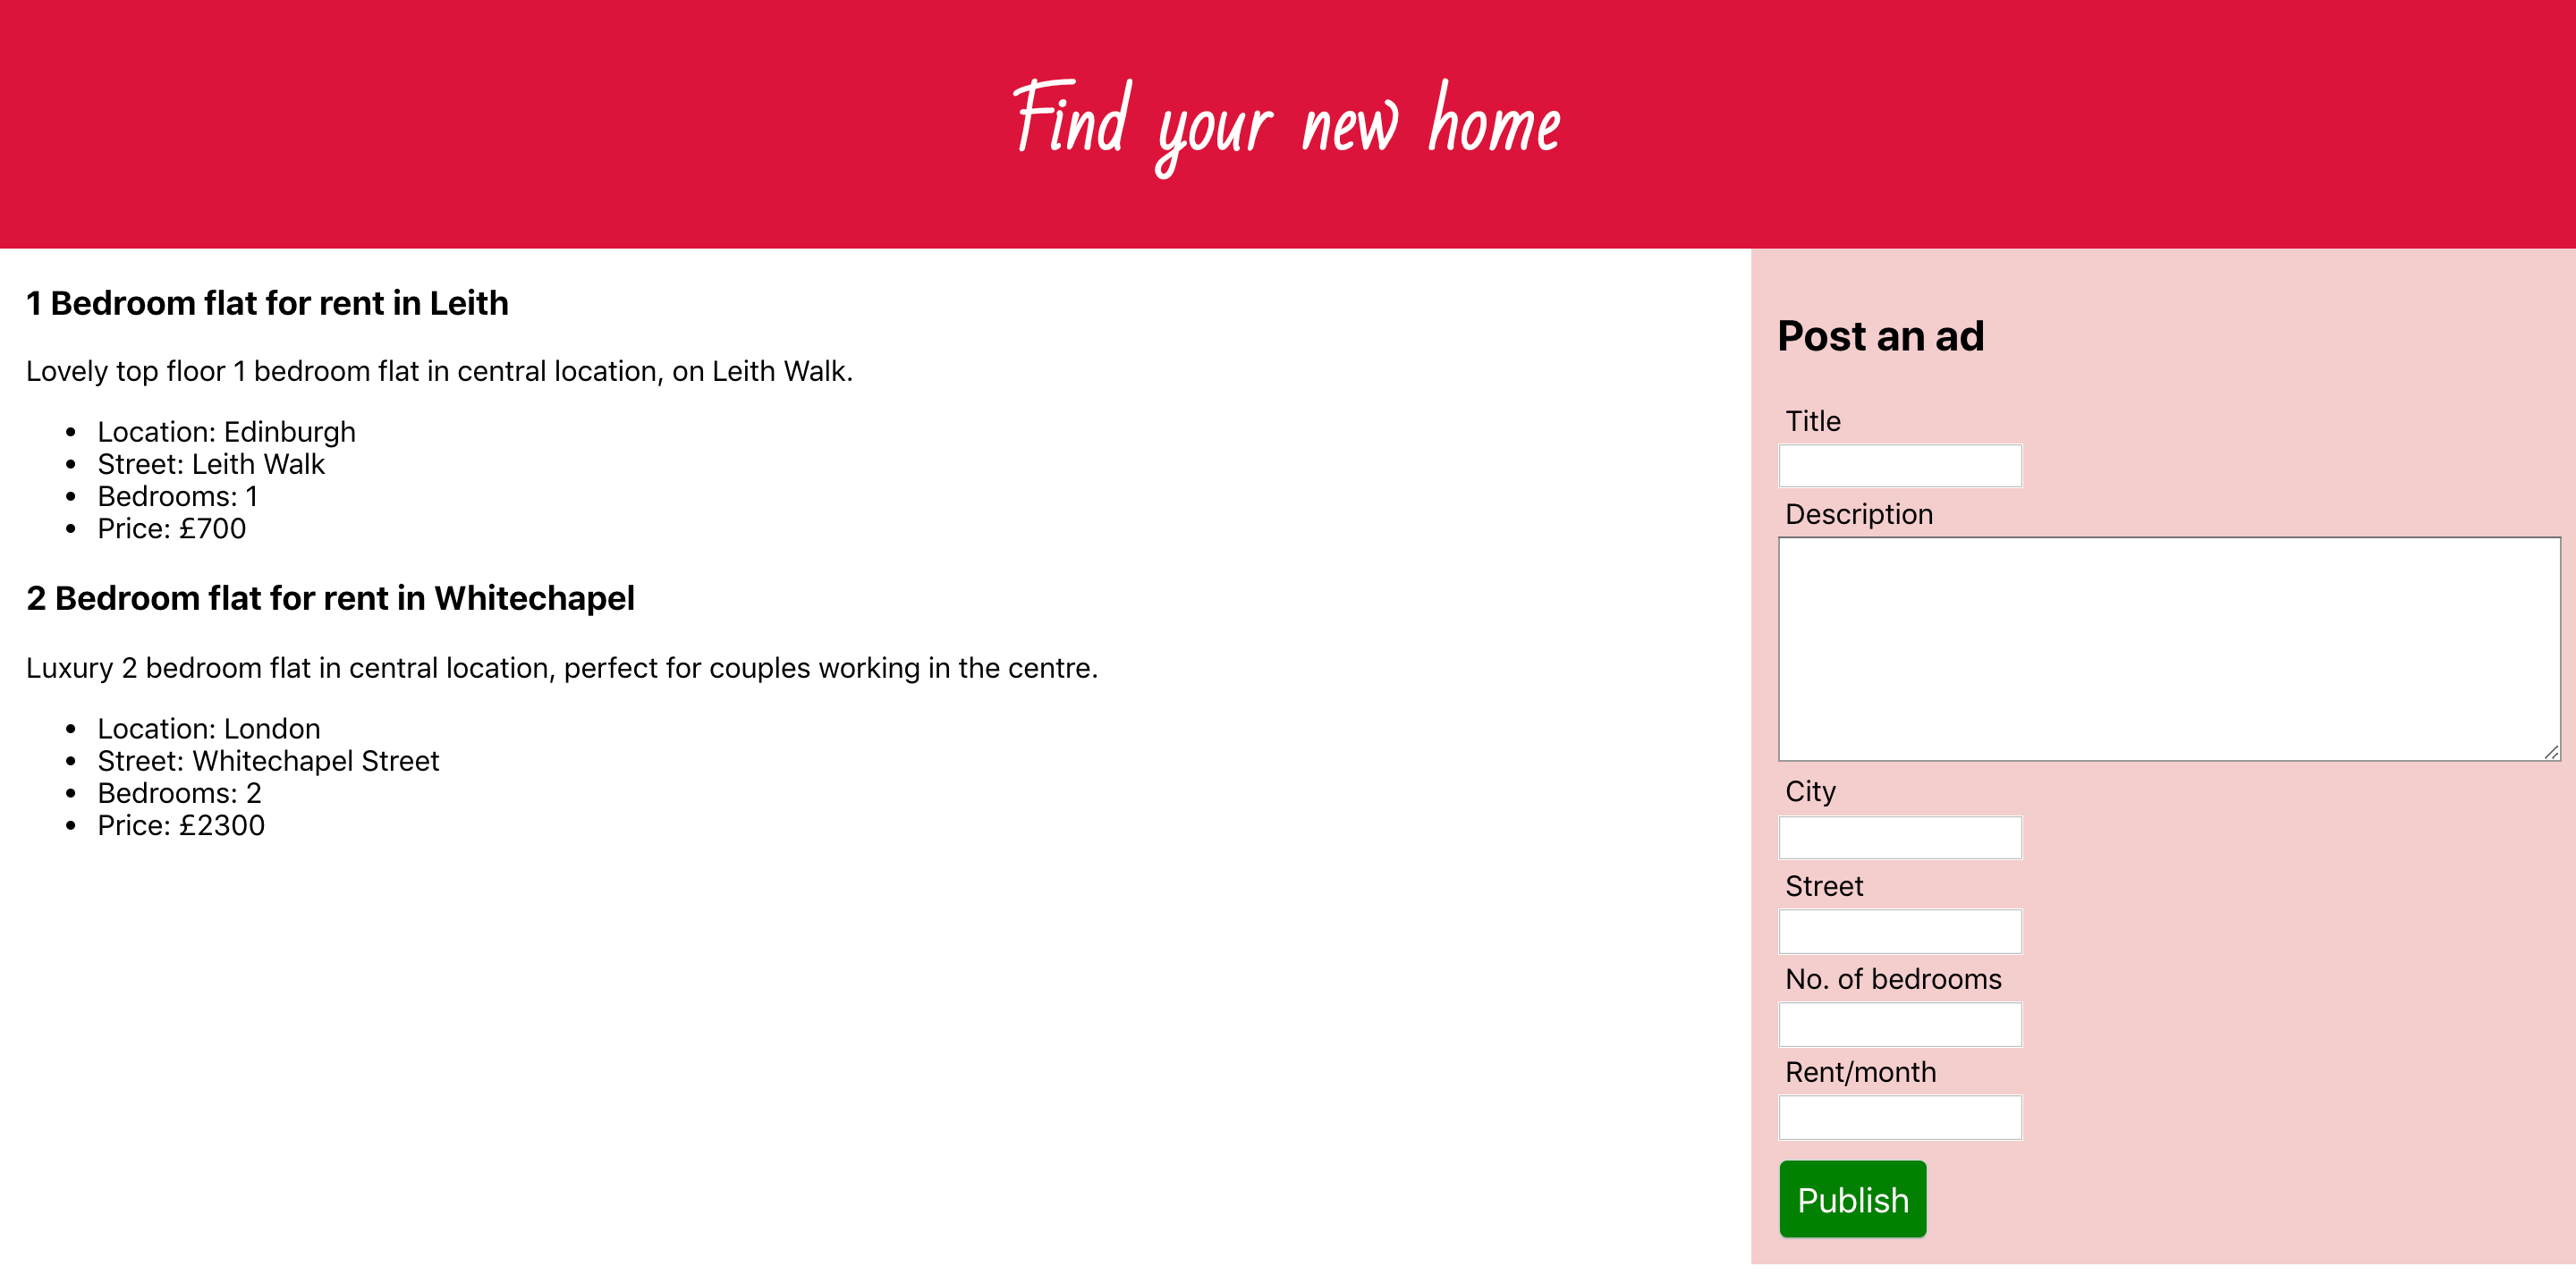 Find your new home
1 Bedroom flat for rent in Leith
Lovely top floor 1 bedroom flat in central location, on Leith Walk.
• Location: Edinburgh
• Street: Leith Walk
• Bedrooms: 1
• Price: £700
2 Bedroom flat for rent in Whitechapel
Luxury 2 bedroom flat in central location, perfect for couples working in the centre.
• Location: London
• Street: Whitechapel Street
• Bedrooms: 2
• Price: £2300
Post an ad
Title
Description
City
Street
No. of bedrooms
Rent/month
Publish